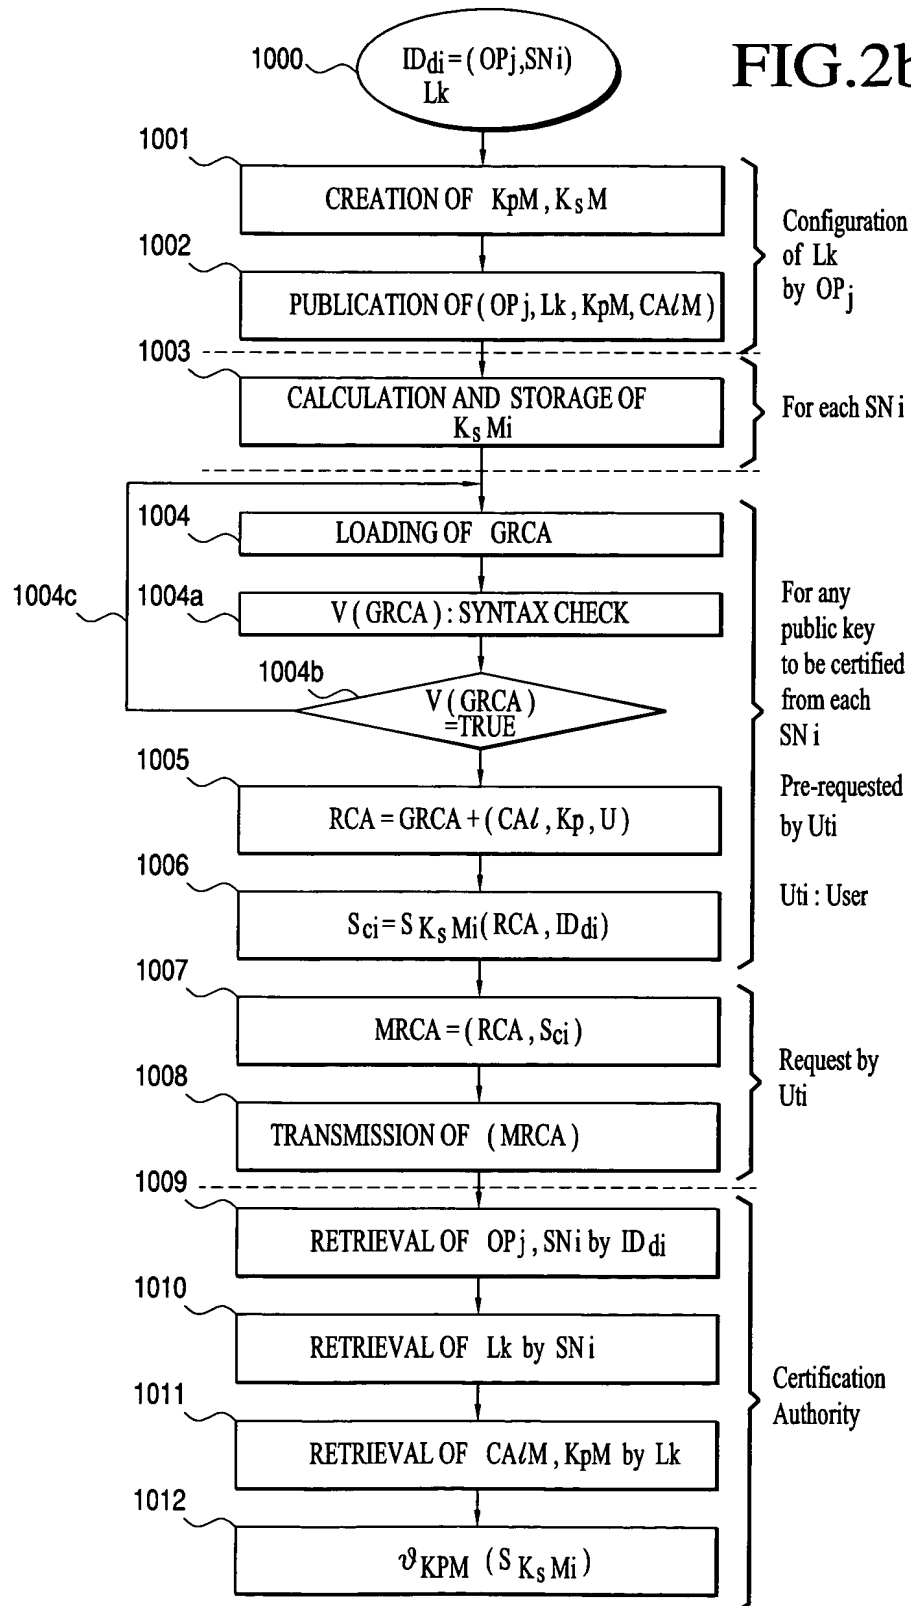 FIG.2b
1000
IDdi=(OPj,SNi)
Lk
1001
CREATION OF KpM, KsM
1002
PUBLICATION OF (OPj, Lk, KpM, CAlM)
Configuration
of Lk
by OPj
1003
CALCULATION AND STORAGE OF
KsMi
For each SNi
1004
LOADING OF GRCA
1004c
1004a
V(GRCA): SYNTAX CHECK
1004b
V(GRCA)
=TRUE
1005
RCA=GRCA+(CAl, Kp, U)
1006
Sci=SKsMi(RCA, IDdi)
For any
public key
to be certified
from each
SNi
Pre-requested
by Uti
Uti : User
1007
MRCA=(RCA, Sci)
1008
TRANSMISSION OF (MRCA)
Request by
Uti
1009
RETRIEVAL OF OPj, SNi by IDdi
1010
RETRIEVAL OF Lk by SNi
1011
RETRIEVAL OF CAlM, KpM by Lk
1012
ϑKPM (SKsMi)
Certification
Authority